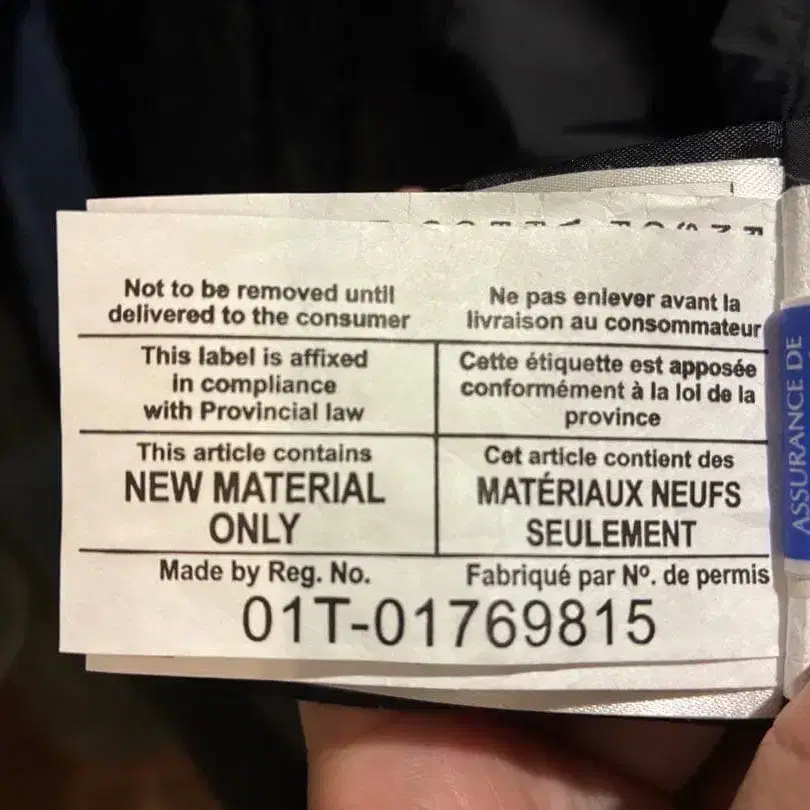 Not to be removed until
delivered to the consumer
Ne pas enlever avant la
livraison au consommateur
This label is affixed
in compliance
with Provincial law
Cette étiquette est apposée
conformément à la loi de la
province
This article contains
NEW MATERIAL
ONLY
Cet article contient des
MATÉRIAUX NEUFS
SEULEMENT
Made by Reg. No.
Fabriqué par Nº. de permis
01T-01769815
ASSURANCE DE